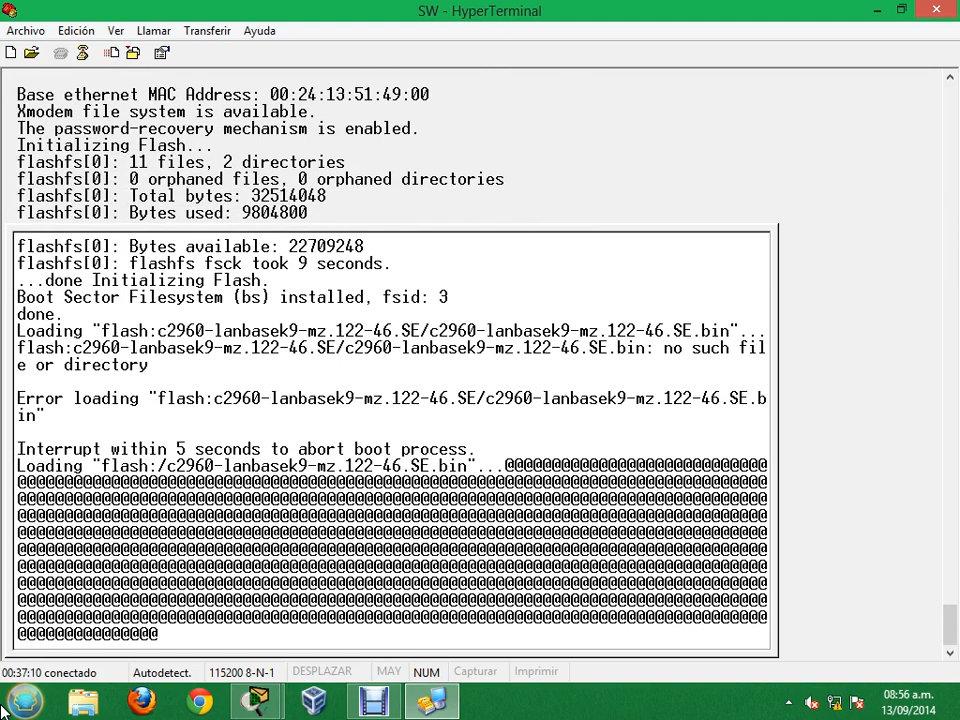 SW - HyperTerminal
Archivo Edición Ver Llamar Transferir Ayuda
Base ethernet MAC Address: 00:24:13:51:49:00
Xmodem file system is available.
The password-recovery mechanism is enabled.
Initializing Flash...
flashfs[0]: 11 files, 2 directories
flashfs[0]: 0 orphaned files, 0 orphaned directories
flashfs[0]: Total bytes: 32514048
flashfs[0]: Bytes used: 9804800
flashfs[0]: Bytes available: 22709248
flashfs[0]: flashfs fsck took 9 seconds.
...done Initializing Flash.
Boot Sector Filesystem (bs) installed, fsid: 3
done.
Loading "flash:c2960-lanbasek9-mz.122-46.SE/c2960-lanbasek9-mz.122-46.SE.bin"...
flash:c2960-lanbasek9-mz.122-46.SE/c2960-lanbasek9-mz.122-46.SE.bin: no such fil
e or directory
Error loading "flash:c2960-lanbasek9-mz.122-46.SE/c2960-lanbasek9-mz.122-46.SE.b
in"
Interrupt within 5 seconds to abort boot process.
Loading "flash:/c2960-lanbasek9-mz.122-46.SE.bin"...@@@@@@@@@@@@@@@@@@@@@@@@@@@@
@@@@@@@@@@@@@@@@@@@@@@@@@@@@@@@@@@@@@@@@@@@@@@@@@@@@@@@@@@@@@@@@@@@@@@@@@@@@@@@@
@@@@@@@@@@@@@@@@@@@@@@@@@@@@@@@@@@@@@@@@@@@@@@@@@@@@@@@@@@@@@@@@@@@@@@@@@@@@@@@@
@@@@@@@@@@@@@@@@@@@@@@@@@@@@@@@@@@@@@@@@@@@@@@@@@@@@@@@@@@@@@@@@@@@@@@@@@@@@@@@@
@@@@@@@@@@@@@@@@@@@@@@@@@@@@@@@@@@@@@@@@@@@@@@@@@@@@@@@@@@@@@@@@@@@@@@@@@@@@@@@@
@@@@@@@@@@@@@@@@@@@@@@@@@@@@@@@@@@@@@@@@@@@@@@@@@@@@@@@@@@@@@@@@@@@@@@@@@@@@@@@@
@@@@@@@@@@@@@@@@@@@@@@@@@@@@@@@@@@@@@@@@@@@@@@@@@@@@@@@@@@@@@@@@@@@@@@@@@@@@@@@@
@@@@@@@@@@@@@@@@@@@@@@@@@@@@@@@@@@@@@@@@@@@@@@@@@@@@@@@@@@@@@@@@@@@@@@@@@@@@@@@@
@@@@@@@@@@@@@@@@@@@@@@@@@@@@@@@@@@@@@@@@@@@@@@@@@@@@@@@@@@@@@@@@@@@@@@@@@@@@@@@@
@@@@@@@@@@@@@@@@@@@@@@@@@@@@@@@@@@@@@@@@@@@@@@@@@@@@@@@@@@@@@@@@@@@@@@@@@@@@@@@@
@@@@@@@@@@@@@@@
00:37:10 conectado Autodetect. 115200 8-N-1 DESPLAZAR MAY NUM Capturar Imprimir
08:56 a.m.
13/09/2014